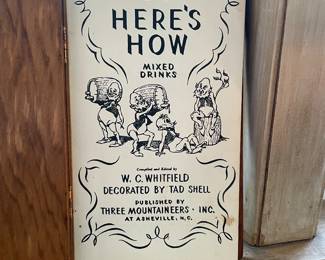 HERE'S
HOW
MIXED
DRINKS
Compiled and Edited by
W. C. WHITFIELD
DECORATED BY TAD SHELL
PUBLISHED BY
THREE MOUNTAINEERS · INC.
AT ASHEVILLE, N.C.